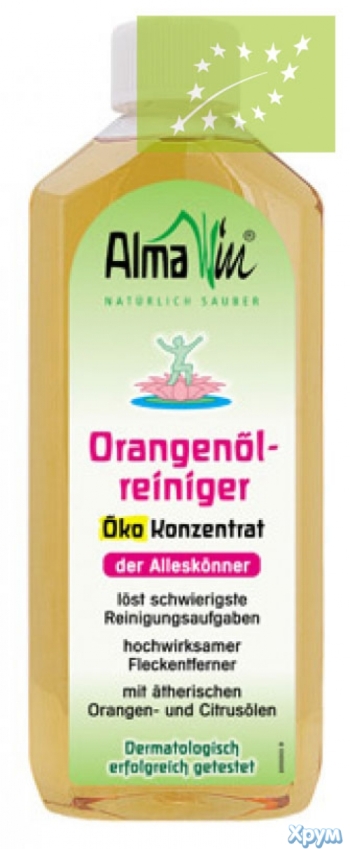 AlmaWin®
NATÜRLICH SAUBER
Orangenöl-
reiniger
Öko Konzentrat
der Alleskönner
löst schwierigste
Reinigungsaufgaben
hochwirksamer
Fleckentferner
mit ätherischen
Orangen- und Citrusölen
Dermatologisch
erfolgreich getestet
Хрум